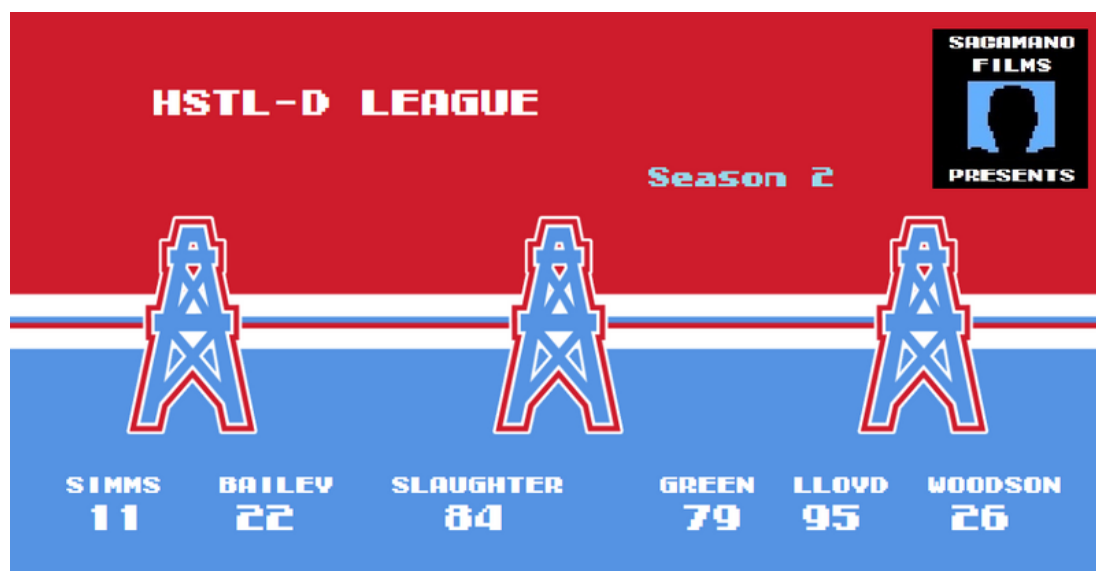 SACAMANO
FILMS
PRESENTS
HSTL-D LEAGUE
Season 2
SIMMS BAILEY SLAUGHTER GREEN LLOYD WOODSON
11 22 84 79 95 26